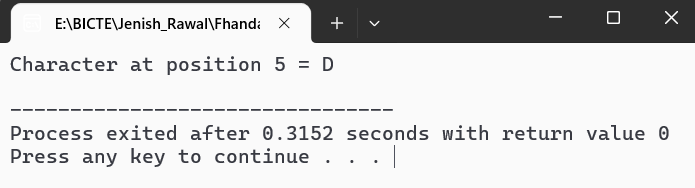 E:\BICTE\Jenish_Rawal\Fhanda
Character at position 5 = D
--------------------------------
Process exited after 0.3152 seconds with return value 0
Press any key to continue . . .